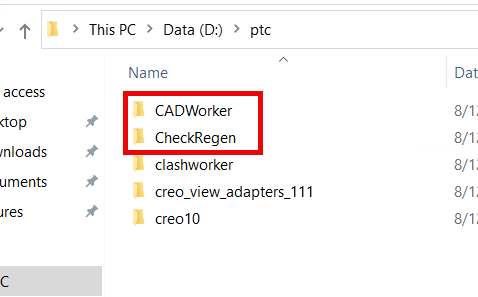 This PC > Data (D:) > ptc
Name Dat
access CADWorker 8/12
ktop CheckRegen 8/12
wnloads clashworker 8/12
uments creo_view_adapters_111 8/12
ures creo10 8/12
C